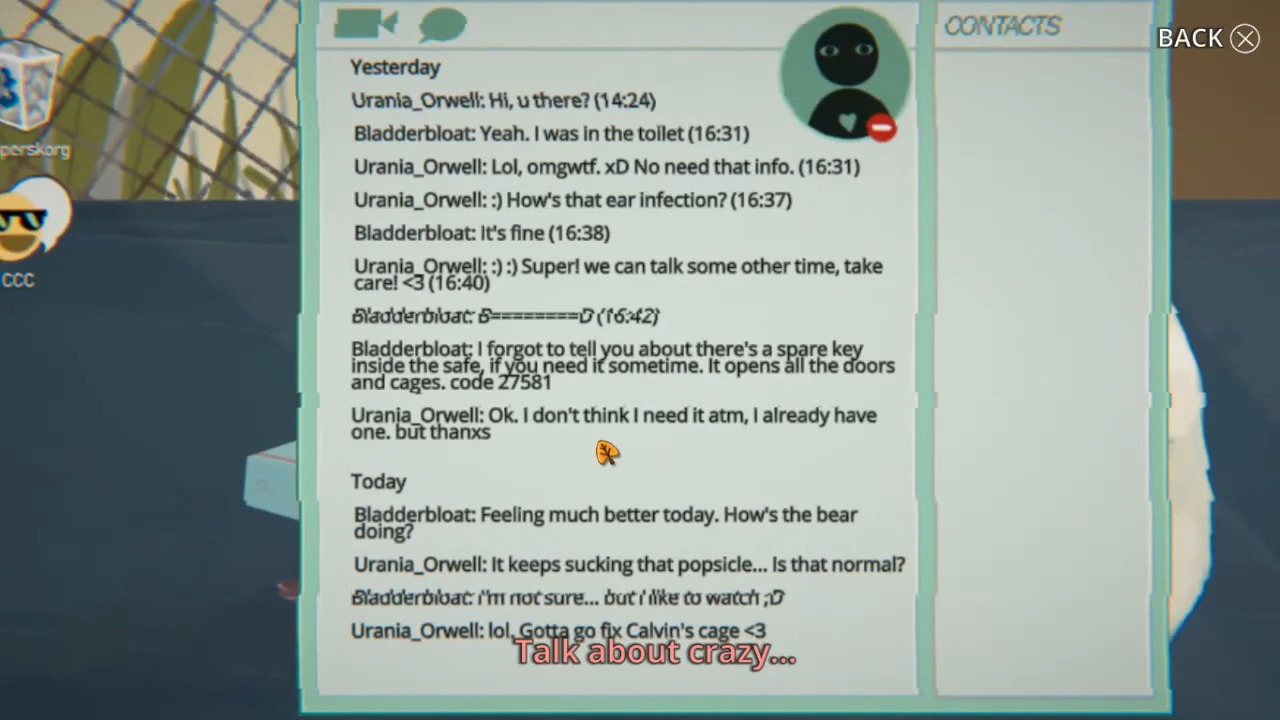 CONTACTS
BACK
Yesterday
Urania_Orwell: Hi, u there? (14:24)
Bladderbloat: Yeah. I was in the toilet (16:31)
Urania_Orwell: Lol, omgwtf. xD No need that info. (16:31)
Urania_Orwell: :) How's that ear infection? (16:37)
Bladderbloat: It's fine (16:38)
Urania_Orwell: :) :) Super! we can talk some other time, take
care! <3 (16:40)
Bladderbloat: B========D (16:42)
Bladderbloat: I forgot to tell you about there's a spare key
inside the safe, if you need it sometime. It opens all the doors
and cages. code 27581
Urania_Orwell: Ok. I don't think I need it atm, I already have
one. but thanxs
Today
Bladderbloat: Feeling much better today. How's the bear
doing?
Urania_Orwell: It keeps sucking that popsicle... Is that normal?
Bladderbloat: i'm not sure... but i like to watch ;D
Urania_Orwell: lol. Gotta go fix Calvin's cage <3
Talk about crazy...
perskorg
CCC